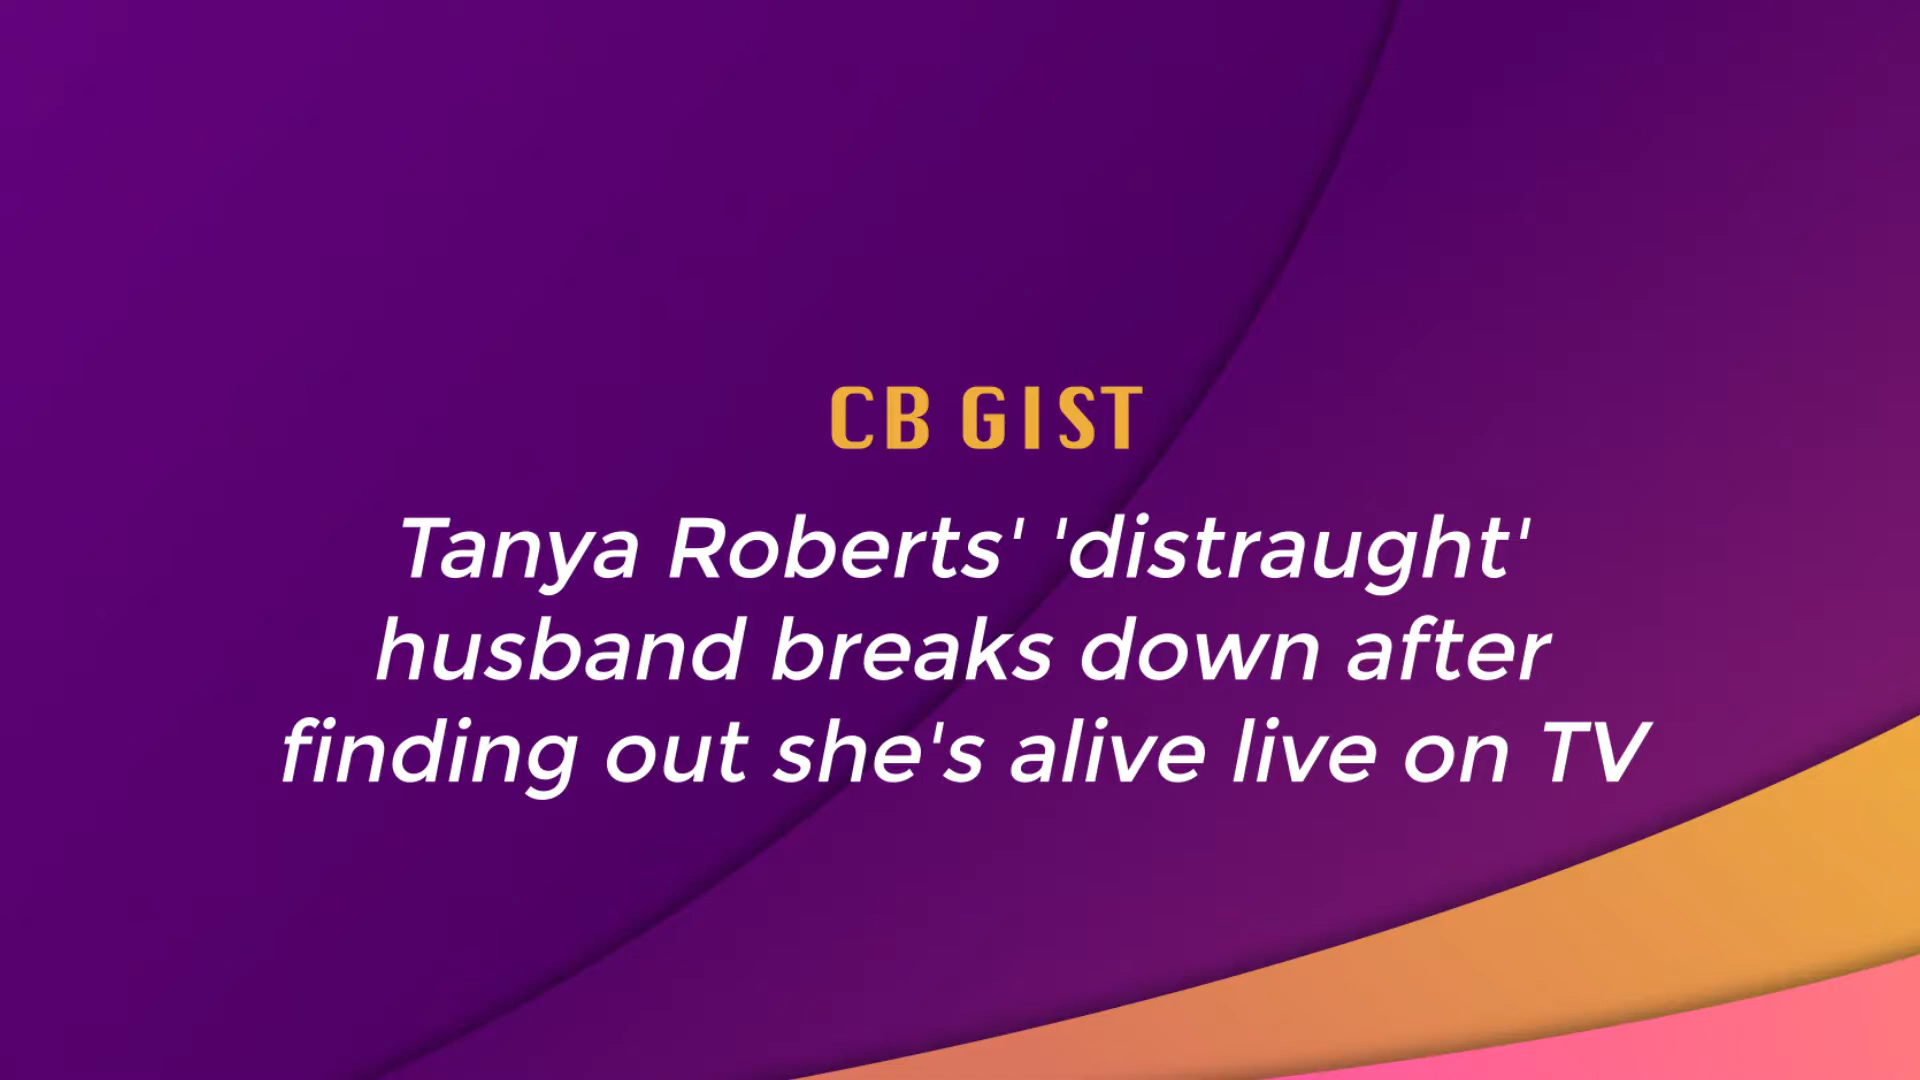 CB GIST
Tanya Roberts' 'distraught'
husband breaks down after
finding out she's alive live on TV